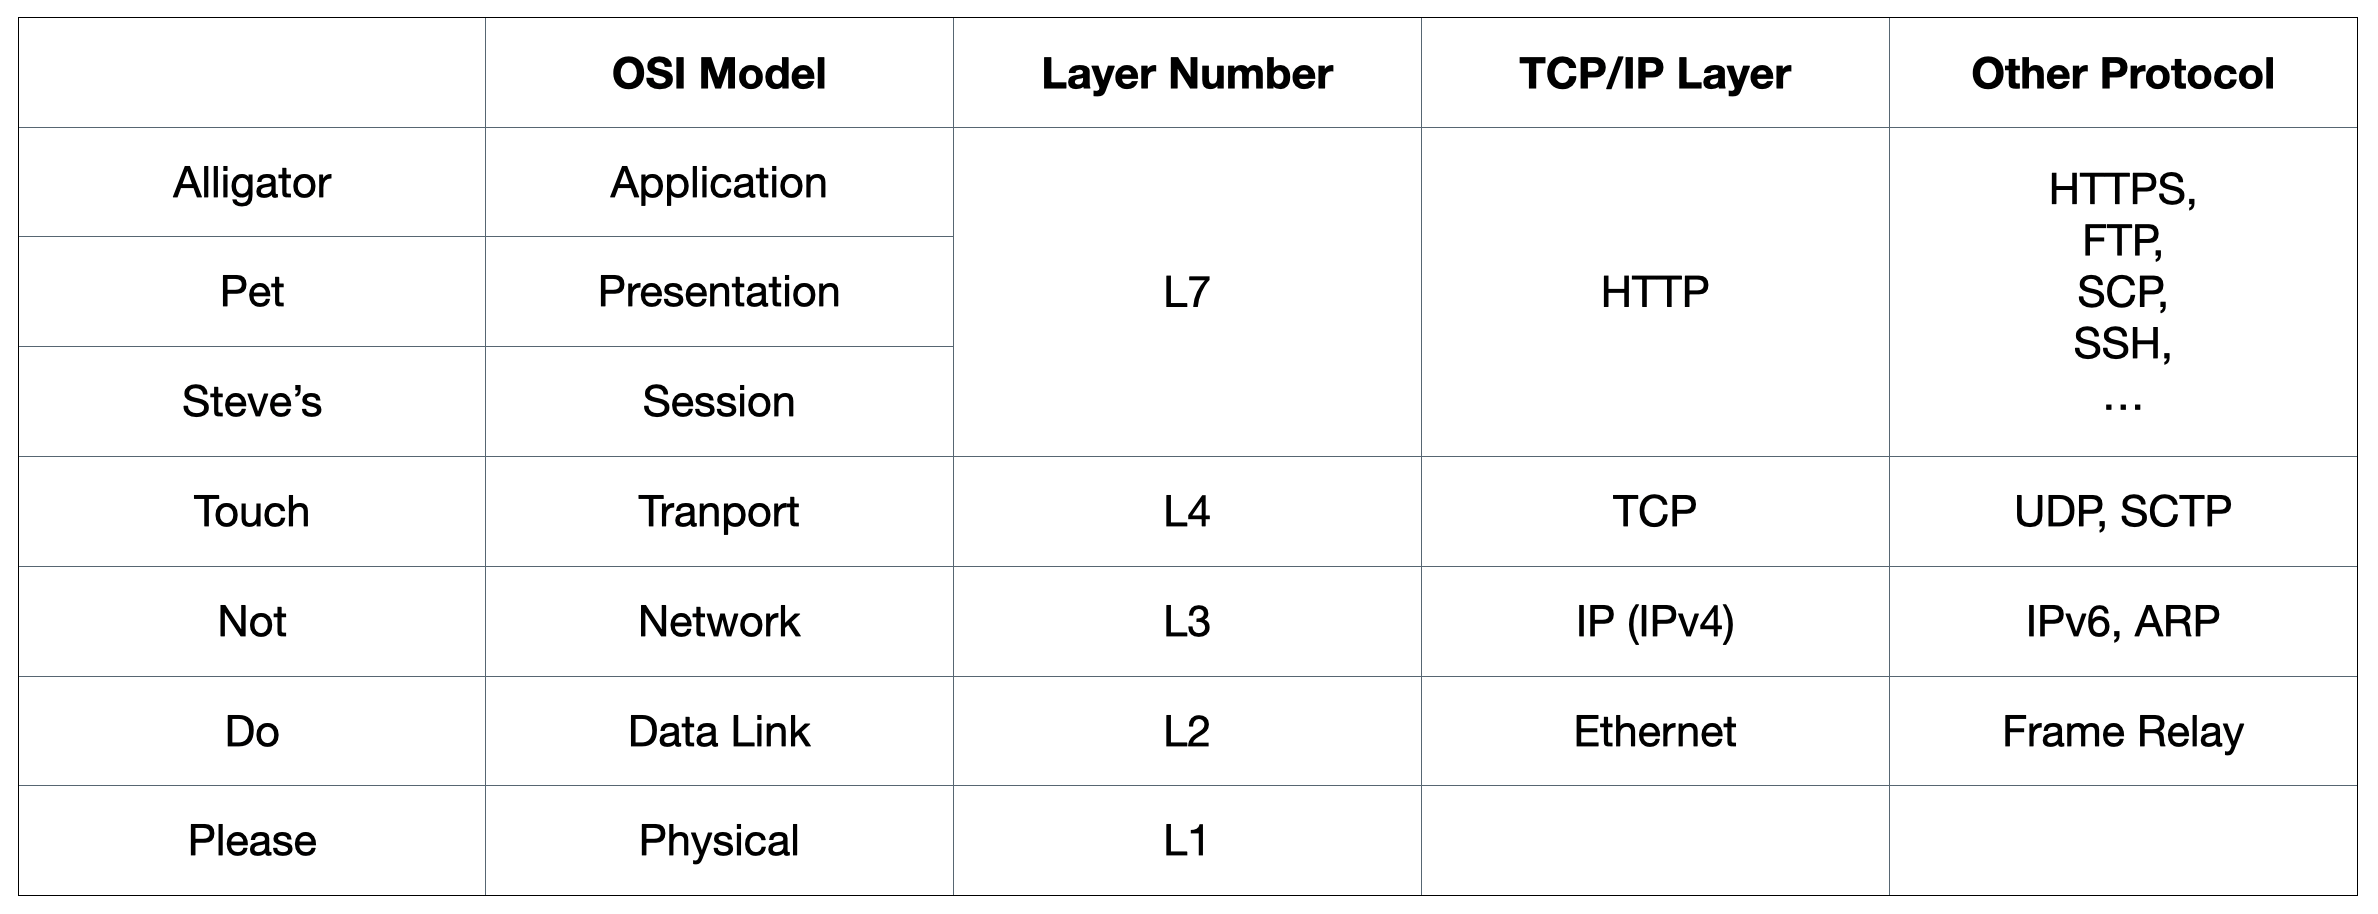 OSI Model Layer Number TCP/IP Layer Other Protocol
Alligator Application
Pet Presentation
Steve’s Session
L7
HTTP
HTTPS,
FTP,
SCP,
SSH,
...
Touch Tranport L4 TCP UDP, SCTP
Not Network L3 IP (IPv4) IPv6, ARP
Do Data Link L2 Ethernet Frame Relay
Please Physical L1